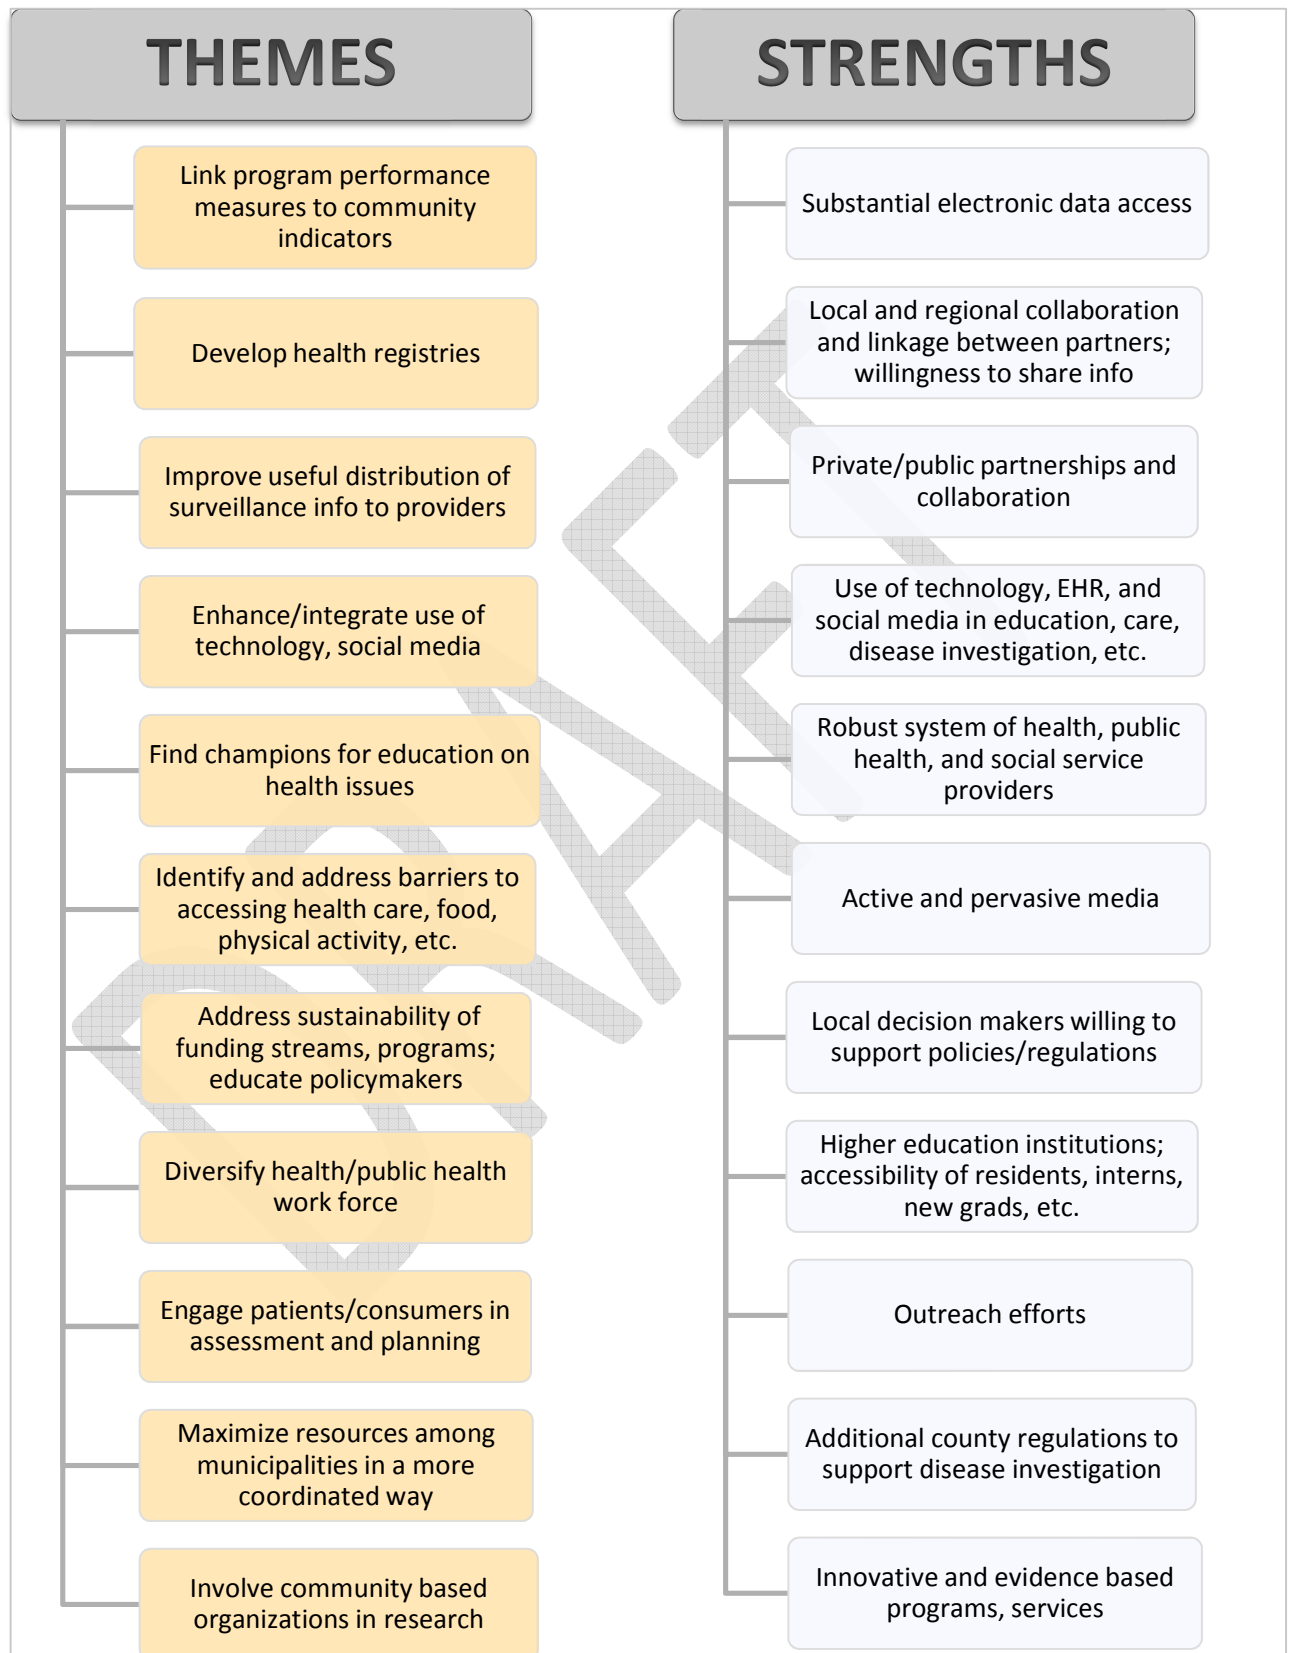 THEMES
Link program performance
measures to community
indicators
Develop health registries
Improve useful distribution of
surveillance info to providers
Enhance/integrate use of
technology, social media
Find champions for education on
health issues
Identify and address barriers to
accessing health care, food,
physical activity, etc.
Address sustainability of
funding streams, programs;
educate policymakers
Diversify health/public health
work force
Engage patients/consumers in
assessment and planning
Maximize resources among
municipalities in a more
coordinated way
Involve community based
organizations in research
STRENGTHS
Substantial electronic data access
Local and regional collaboration
and linkage between partners;
willingness to share info
Private/public partnerships and
collaboration
Use of technology, EHR, and
social media in education, care,
disease investigation, etc.
Robust system of health, public
health, and social service
providers
Active and pervasive media
Local decision makers willing to
support policies/regulations
Higher education institutions;
accessibility of residents, interns,
new grads, etc.
Outreach efforts
Additional county regulations to
support disease investigation
Innovative and evidence based
programs, services
DRAFT